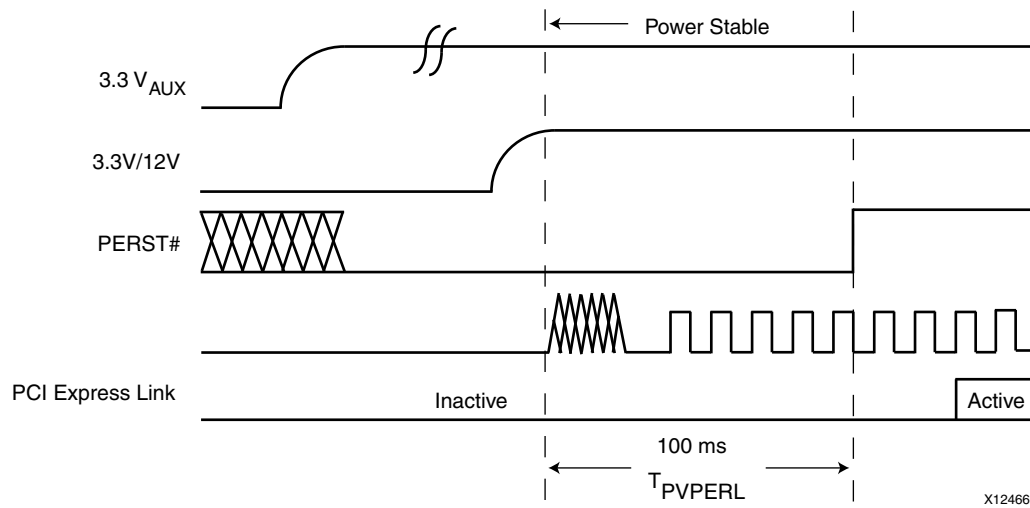 Power Stable
3.3 VAUX
3.3V/12V
PERST#
PCI Express Link
Inactive
Active
100 ms
TPVPERL
X12466